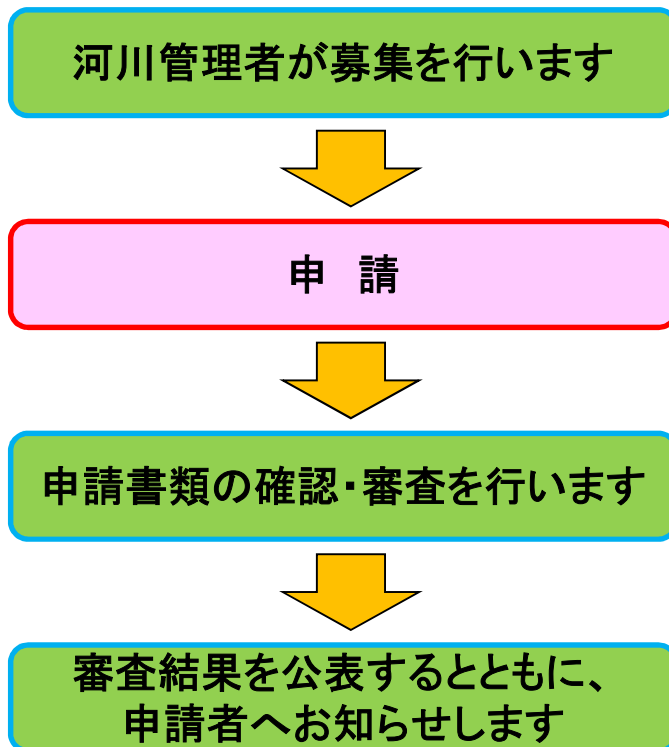 河川管理者が募集を行います
申　請
申請書類の確認・審査を行います
審査結果を公表するとともに、
申請者へお知らせします